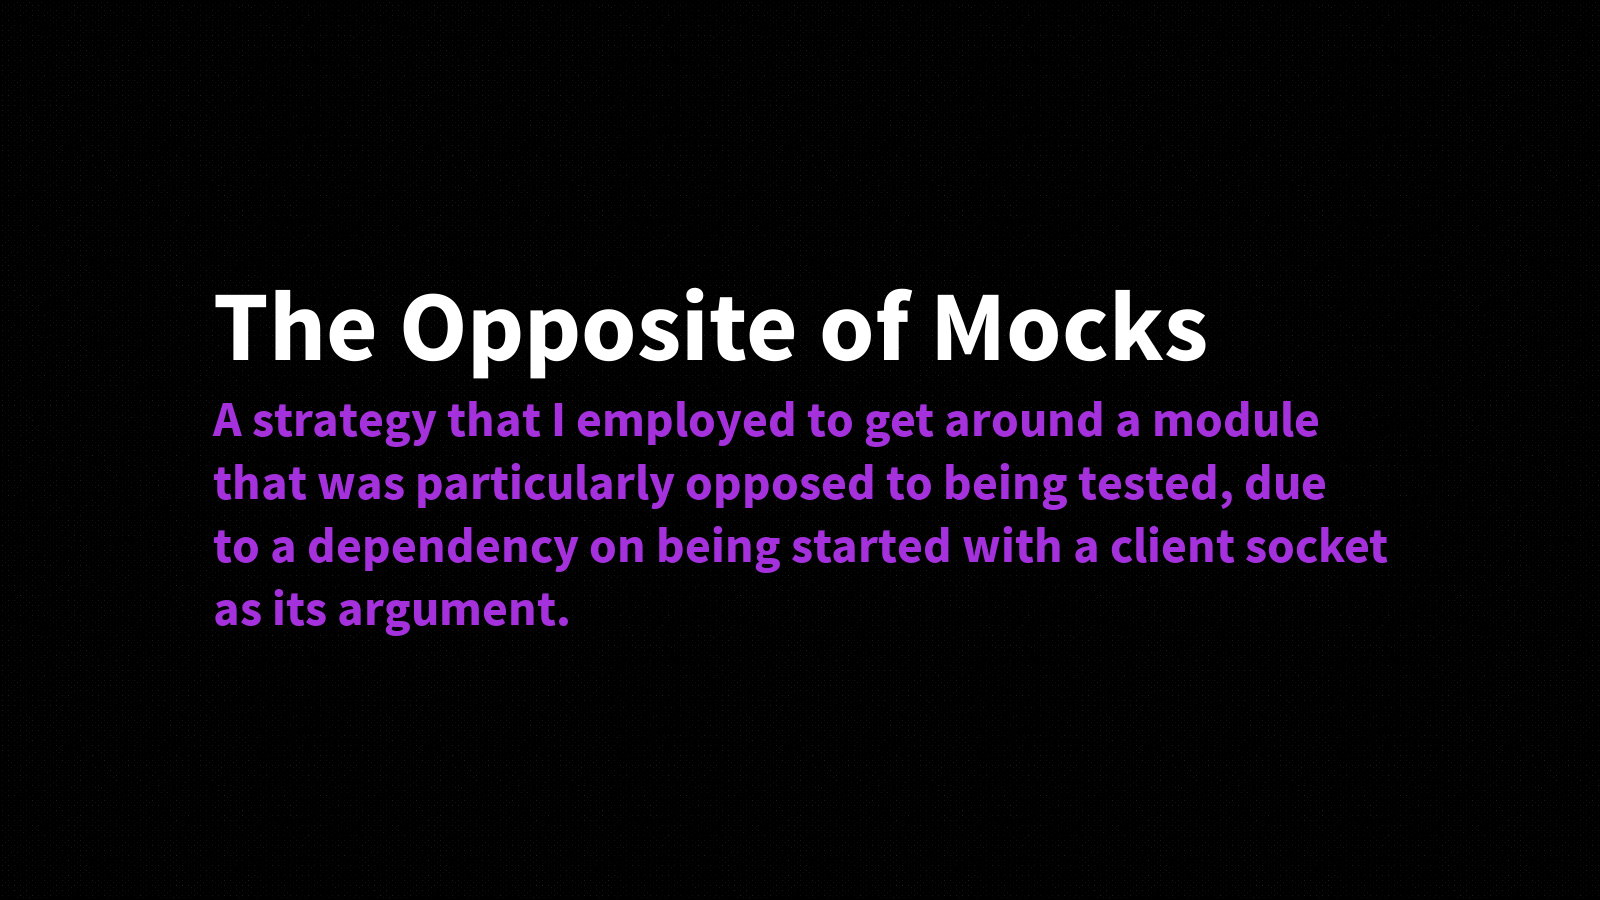 The Opposite of Mocks
A strategy that I employed to get around a module
that was particularly opposed to being tested, due
to a dependency on being started with a client socket
as its argument.